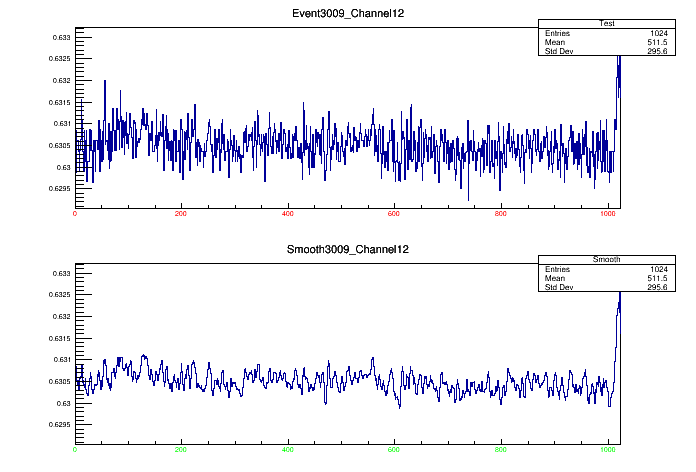 Event3009_Channel12
Test
Entries 1024
Mean 511.5
Std Dev 295.6
0.633
0.6325
0.632
0.6315
0.631
0.6305
0.63
0.6295
0 200 400 600 800 1000
Smooth3009_Channel12
Smooth
Entries 1024
Mean 511.5
Std Dev 295.6
0.633
0.6325
0.632
0.6315
0.631
0.6305
0.63
0.6295
0 200 400 600 800 1000